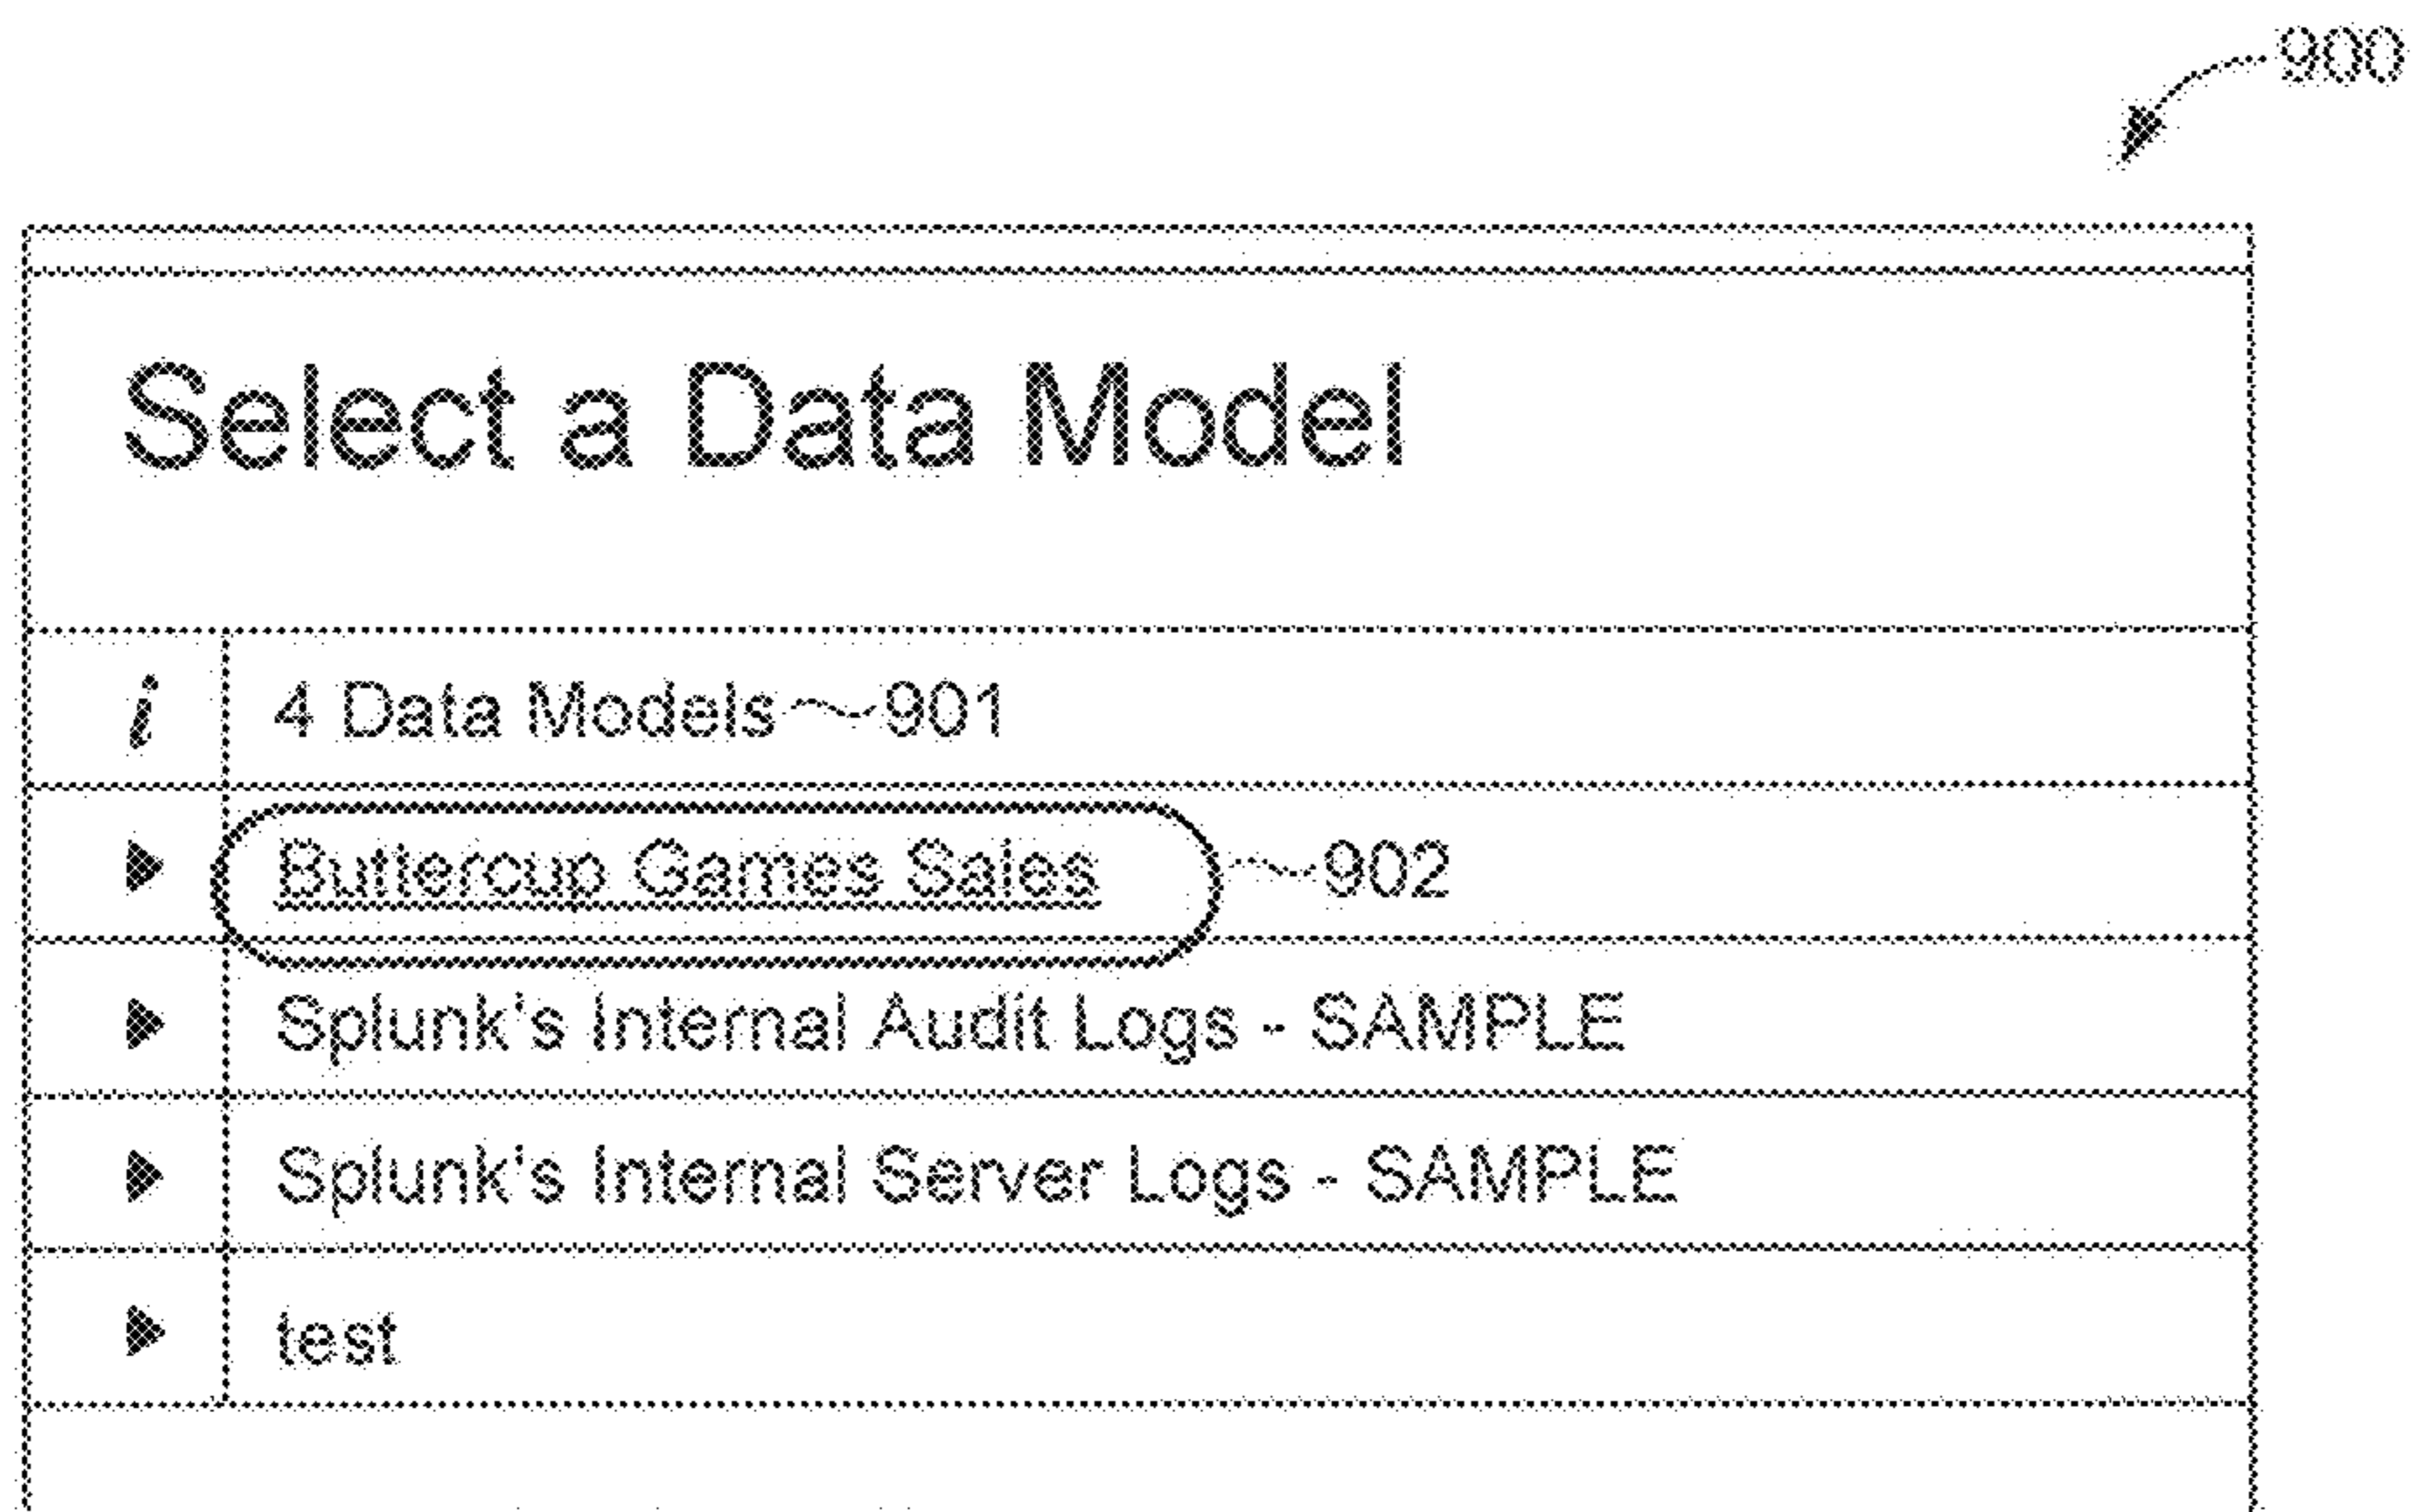 900
Select a Data Model
i 4 Data Models 901
Buttercup Games Sales 902
Splunk's Internal Audit Logs - SAMPLE
Splunk's Internal Server Logs - SAMPLE
test